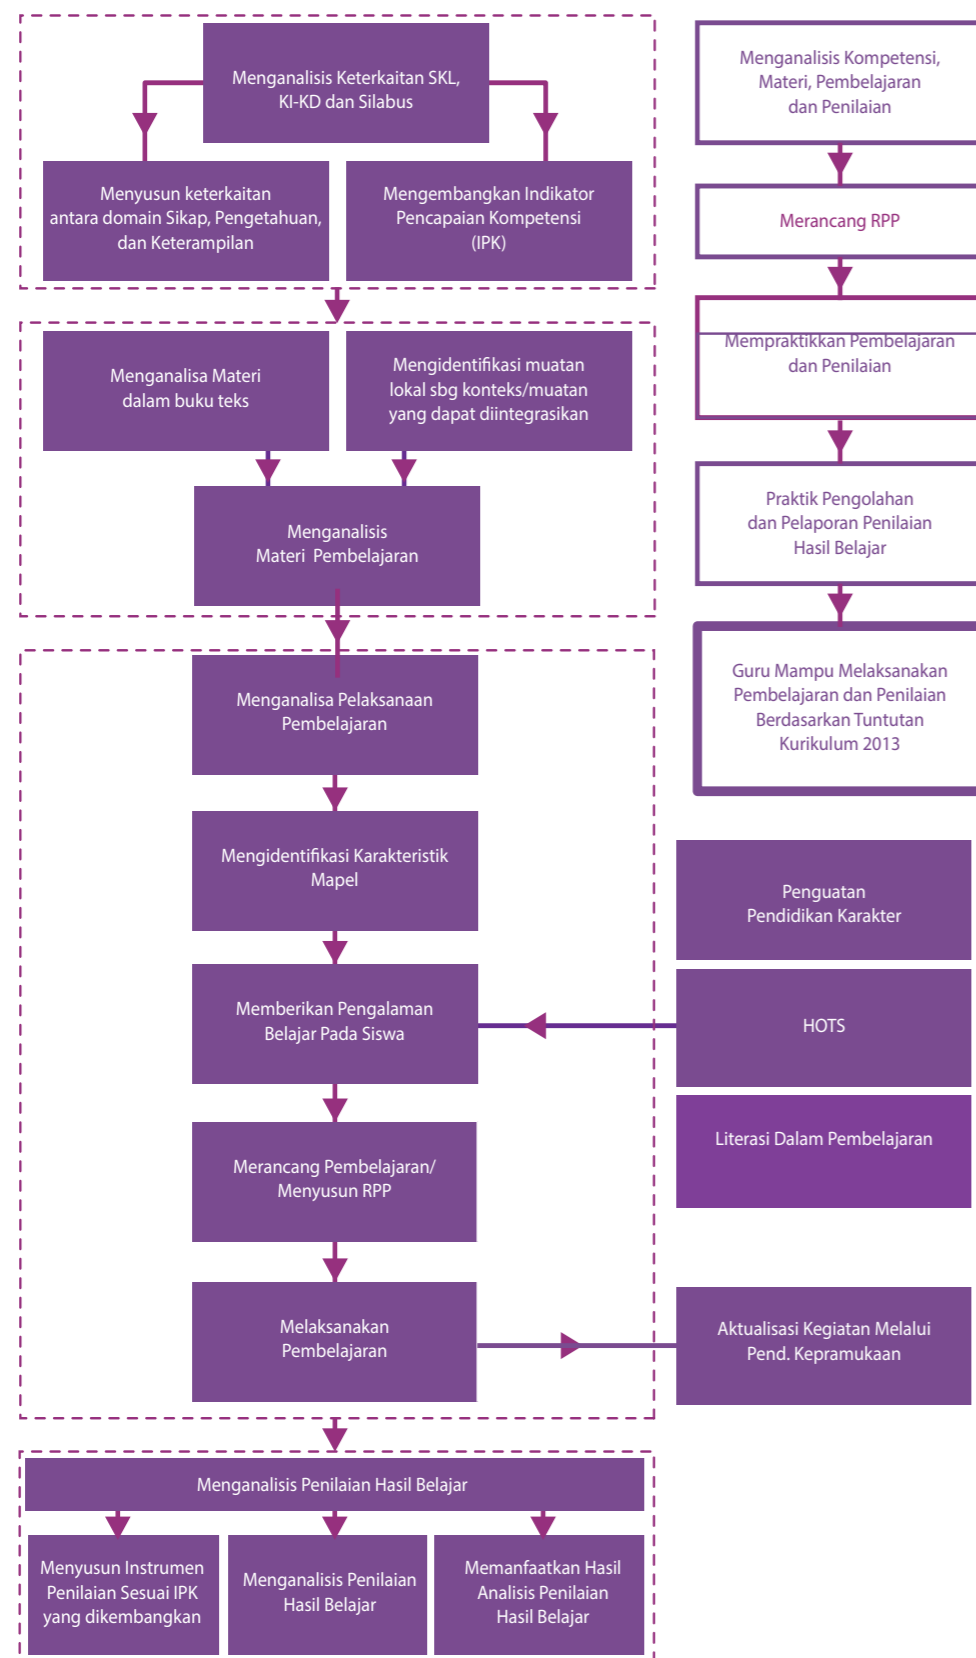 Menganalisis Keterkaitan SKL,
KI-KD dan Silabus
Menyusun keterkaitan
antara domain Sikap, Pengetahuan,
dan Keterampilan
Mengembangkan Indikator
Pencapaian Kompetensi
(IPK)
Menganalisa Materi
dalam buku teks
Mengidentifikasi muatan
lokal sbg konteks/muatan
yang dapat diintegrasikan
Menganalisis
Materi Pembelajaran
Menganalisa Pelaksanaan
Pembelajaran
Mengidentifikasi Karakteristik
Mapel
Memberikan Pengalaman
Belajar Pada Siswa
Merancang Pembelajaran/
Menyusun RPP
Melaksanakan
Pembelajaran
Menganalisis Penilaian Hasil Belajar
Menyusun Instrumen
Penilaian Sesuai IPK
yang dikembangkan
Menganalisis Penilaian
Hasil Belajar
Memanfaatkan Hasil
Analisis Penilaian
Hasil Belajar
Menganalisis Kompetensi,
Materi, Pembelajaran
dan Penilaian
Merancang RPP
Mempraktikkan Pembelajaran
dan Penilaian
Praktik Pengolahan
dan Pelaporan Penilaian
Hasil Belajar
Guru Mampu Melaksanakan
Pembelajaran dan Penilaian
Berdasarkan Tuntutan
Kurikulum 2013
Penguatan
Pendidikan Karakter
HOTS
Literasi Dalam Pembelajaran
Aktualisasi Kegiatan Melalui
Pend. Kepramukaan